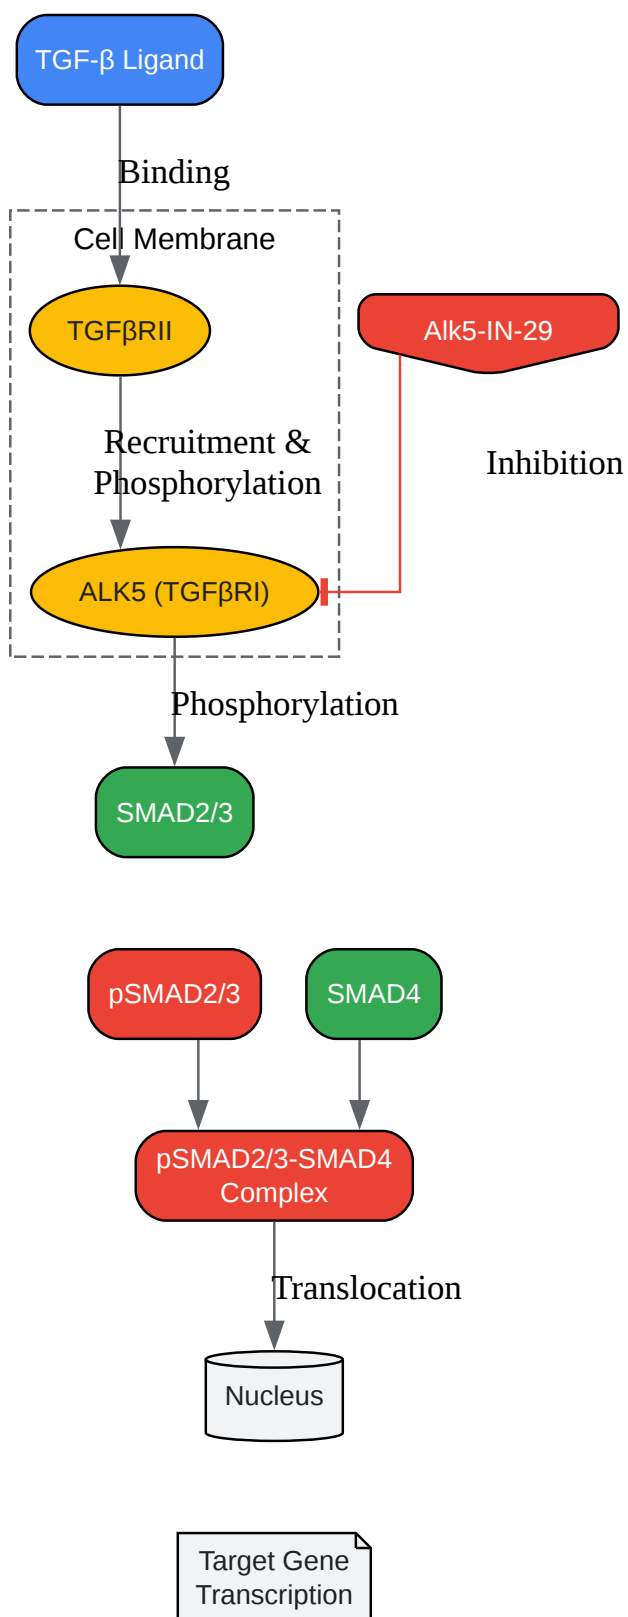 TGF-β Ligand
Binding
Cell Membrane
TGFβRII
Alk5-IN-29
Recruitment &
Phosphorylation
Inhibition
ALK5 (TGFβRI)
Phosphorylation
SMAD2/3
pSMAD2/3
SMAD4
pSMAD2/3-SMAD4
Complex
Translocation
Nucleus
Target Gene
Transcription